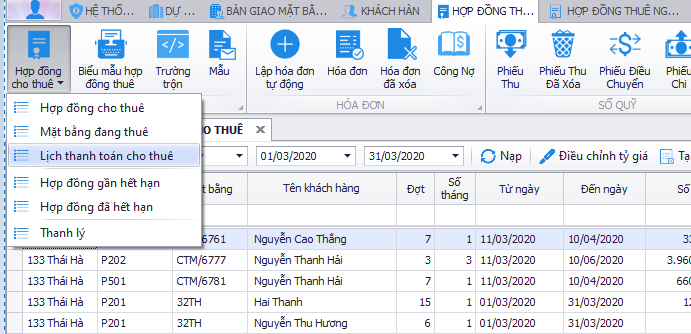 HỆ THỐ...
DỰ ...
BÀN GIAO MẶT BẰ...
KHÁCH HÀN
HỢP ĐỒNG TH...
HỢP ĐỒNG THUÊ NG...
Hợp đồng cho thuê
Biểu mẫu hợp đồng thuê
Trường trộn
Mẫu
Lập hóa đơn tự động
Hóa đơn
Hóa đơn đã xóa
Công Nợ
Phiếu Thu
Phiếu Thu Đã Xóa
Phiếu Điều Chuyển
Phiếu Chi
HÓA ĐƠN
SỔ QUỸ
Hợp đồng cho thuê
Mặt bằng đang thuê
Lịch thanh toán cho thuê
Hợp đồng gần hết hạn
Hợp đồng đã hết hạn
Thanh lý
O THUÊ
01/03/2020
31/03/2020
Nạp
Điều chỉnh tỷ giá
Tạ
bằng
Tên khách hàng
Đợt
Số tháng
Từ ngày
Đến ngày
Số
CTM/6761 Nguyễn Cao Thắng 7 1 11/03/2020 10/04/2020 33
133 Thái Hà P202 CTM/6777 Nguyễn Thanh Hải 3 3 11/03/2020 10/06/2020 3.960
133 Thái Hà P501 CTM/6781 Nguyễn Thanh Hải 7 1 11/03/2020 10/04/2020 660
133 Thái Hà P201 32TH Hai Thanh 15 1 01/03/2020 31/03/2020 12
133 Thái Hà P201 32TH Nguyễn Thu Hương 6 1 01/03/2020 31/03/2020